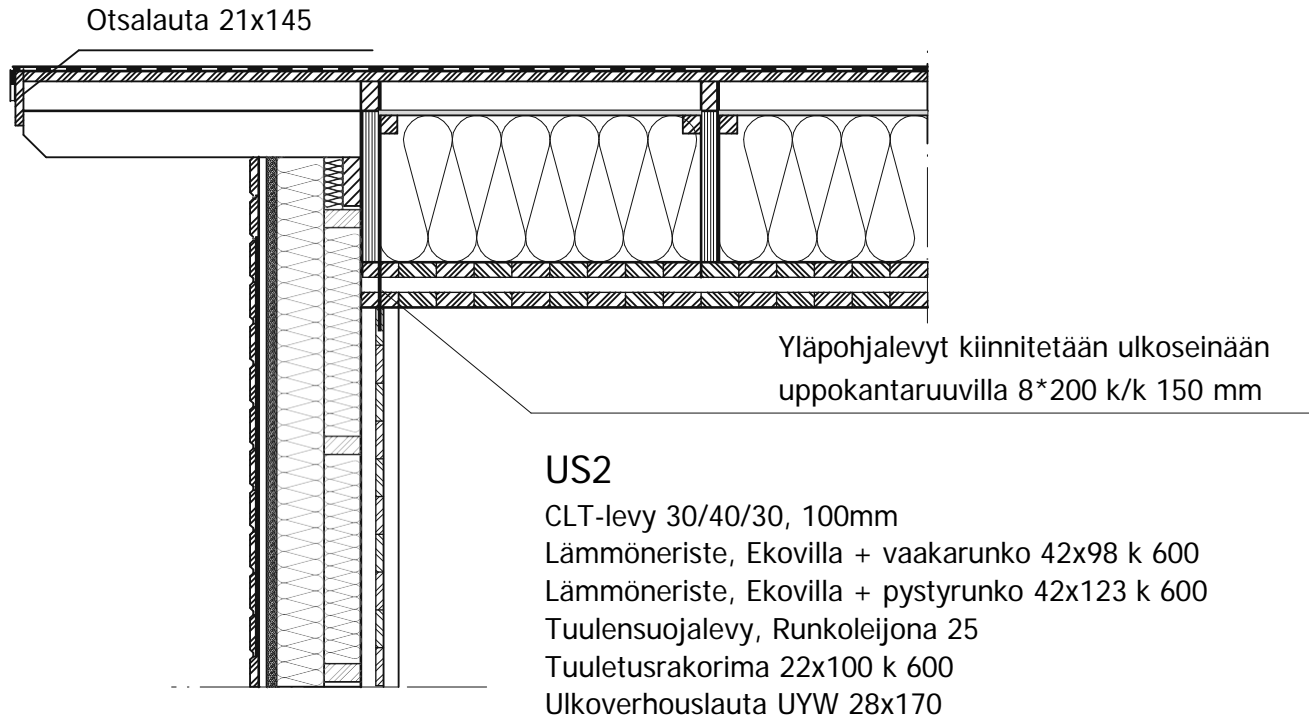 Otsalauta 21x145
Yläpohjalevyt kiinnitetään ulkoseinään
uppokantaruuvilla 8*200 k/k 150 mm
US2
CLT-levy 30/40/30, 100mm
Lämmöneriste, Ekovilla + vaakarunko 42x98 k 600
Lämmöneriste, Ekovilla + pystyrunko 42x123 k 600
Tuulensuojalevy, Runkoleijona 25
Tuuletusrakorima 22x100 k 600
Ulkoverhouslauta UYW 28x170